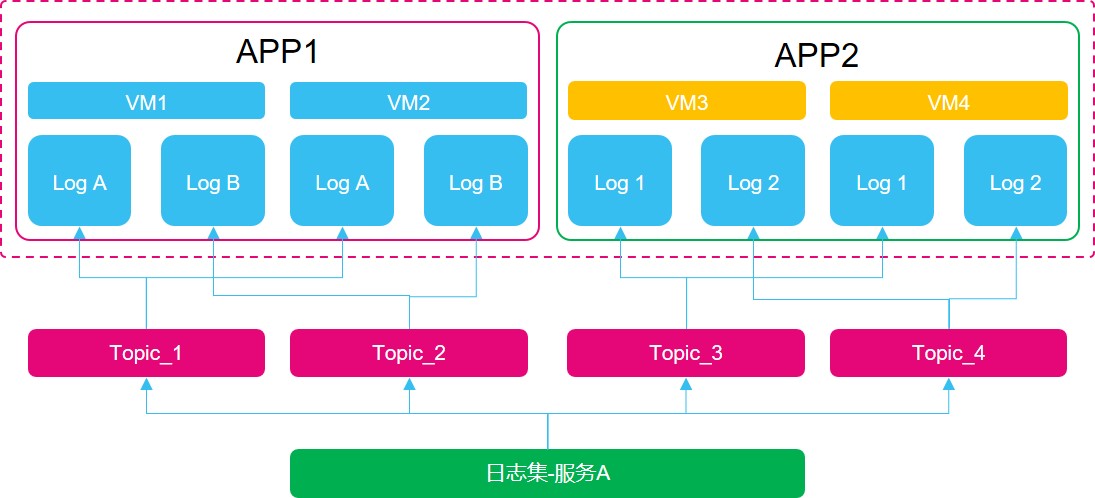 APP1
APP2
VM1
VM2
VM3
VM4
Log A
Log B
Log A
Log B
Log 1
Log 2
Log 1
Log 2
Topic_1
Topic_2
Topic_3
Topic_4
日志集-服务A